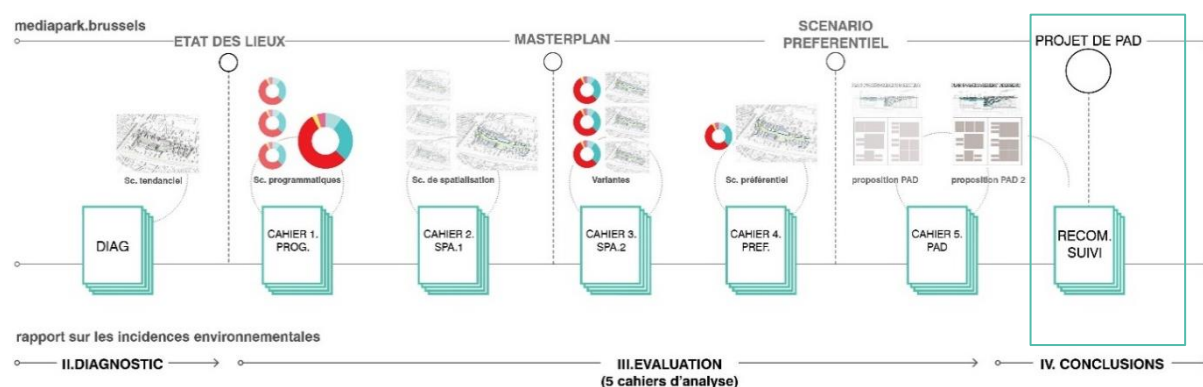 mediapark.brussels
ETAT DES LIEUX
MASTERPLAN
SCENARIO
PREFERENTIEL
PROJET DE PAD
Sc. tendanciel
Sc. programmatiques
Sc. de spatialisation
Variantes
Sc. préférentiel
proposition PAD
proposition PAD 2
DIAG
CAHIER 1.
PROG.
CAHIER 2.
SPA.1
CAHIER 3.
SPA.2
CAHIER 4.
PREF.
CAHIER 5.
PAD
RECOM.
SUIVI
rapport sur les incidences environnementales
II.DIAGNOSTIC
III.EVALUATION
(5 cahiers d'analyse)
IV. CONCLUSIONS